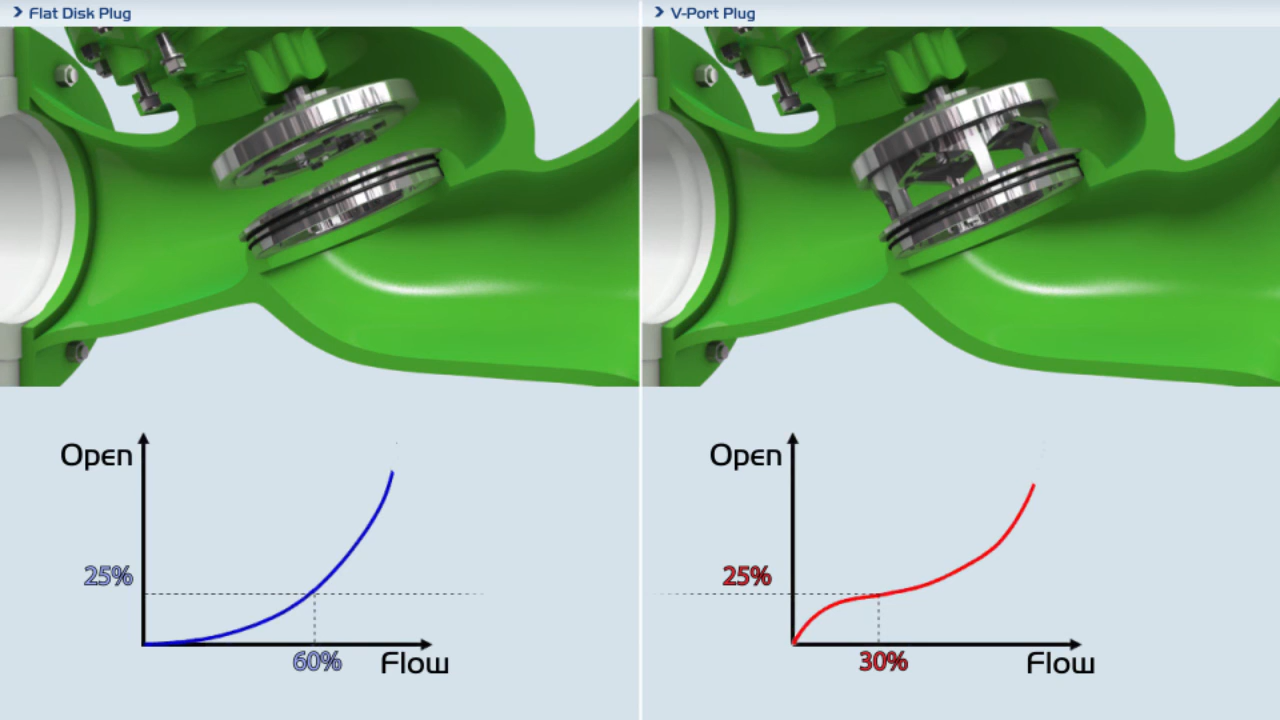 Flat Disk Plug
V-Port Plug
Open
25%
60%
Flow
Open
25%
30%
Flow